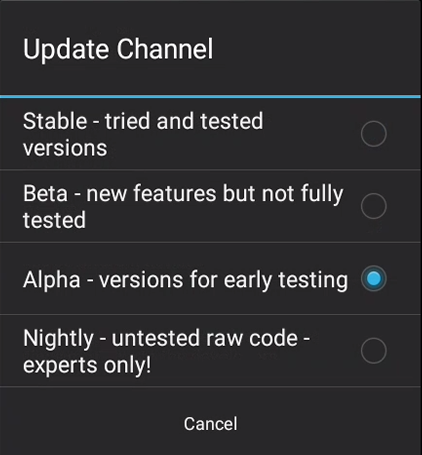 Update Channel
Stable - tried and tested
versions
Beta - new features but not fully
tested
Alpha - versions for early testing
Nightly - untested raw code -
experts only!
Cancel